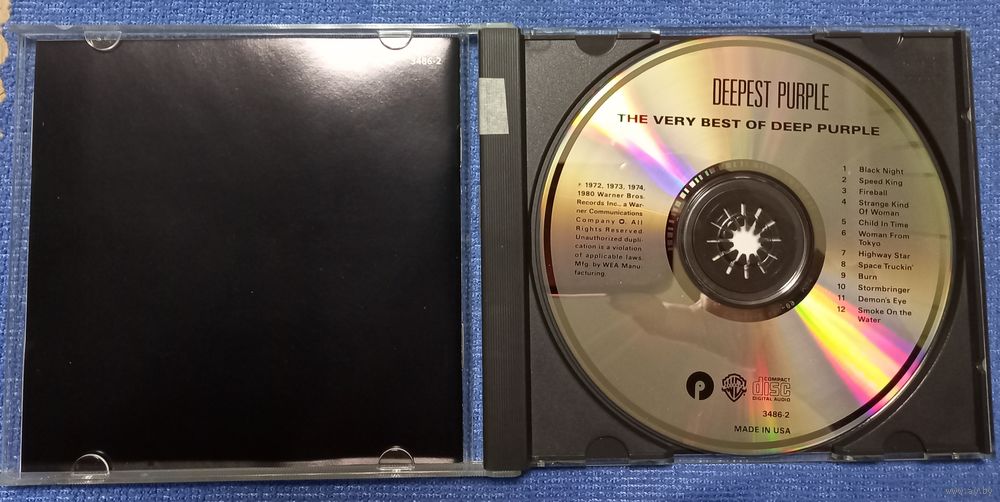 3486-2
DEEPEST PURPLE
THE VERY BEST OF DEEP PURPLE
℗ 1972, 1973, 1974,
1980 Warner Bros.
Records Inc., a War-
ner Communications
Company. All
Rights Reserved.
Unauthorized dupli-
cation is a violation
of applicable laws.
Mfg. by WEA Manu-
facturing.
1 Black Night
2 Speed King
3 Fireball
4 Strange Kind
Of Woman
5 Child In Time
6 Woman From
Tokyo
7 Highway Star
8 Space Truckin'
9 Burn
10 Stormbringer
11 Demon's Eye
12 Smoke On the
Water
p
COMPACT
disc
DIGITAL AUDIO
3486-2
MADE IN USA
www.ay.by